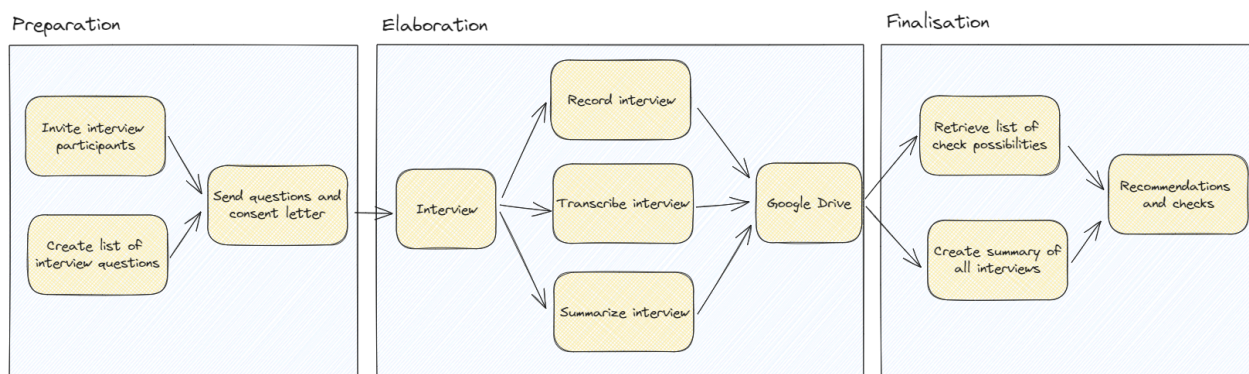 Preparation
Invite interview
participants
Create list of
interview questions
Send questions and
consent letter
Elaboration
Interview
Record interview
Transcribe interview
Summarize interview
Google Drive
Finalisation
Retrieve list of
check possibilities
Create summary of
all interviews
Recommendations
and checks